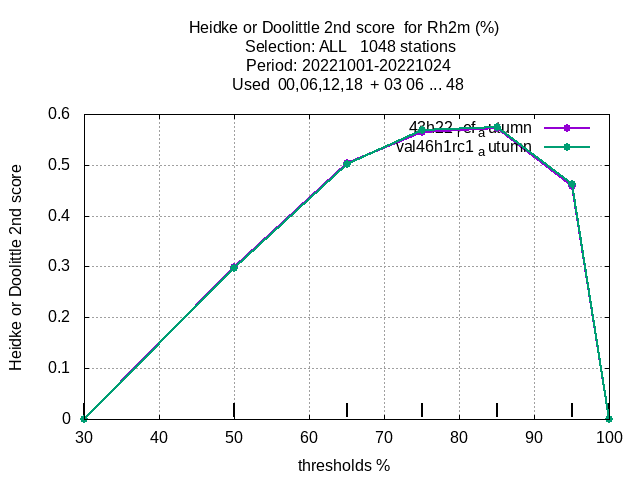 Heidke or Doolittle 2nd score  for Rh2m (%)
Selection: ALL   1048 stations
Period: 20221001-20221024
Used  00,06,12,18  + 03 06 ... 48
0.6
0.5
0.4
0.3
0.2
0.1
0
Heidke or Doolittle 2nd score
val46h1rc1 a utumn
30 40 50 60 70 80 90 100
thresholds %